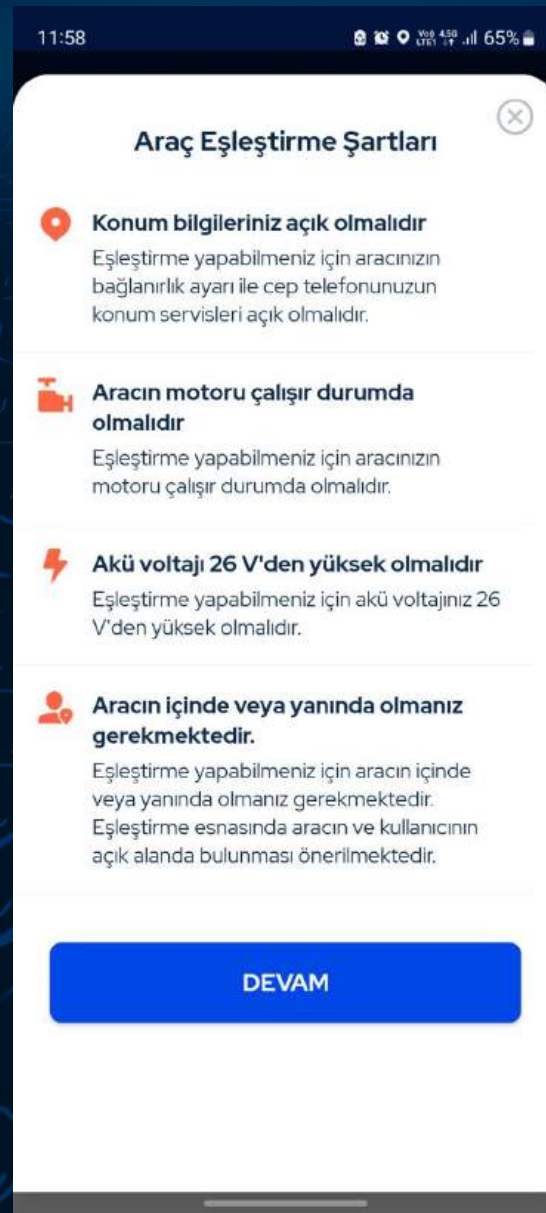 11:58
Vo)) 4.5G
LTE1 65%
Araç Eşleştirme Şartları
Konum bilgileriniz açık olmalıdır
Eşleştirme yapabilmeniz için aracınızın
bağlanırlık ayarı ile cep telefonunuzun
konum servisleri açık olmalıdır.
Aracın motoru çalışır durumda
olmalıdır
Eşleştirme yapabilmeniz için aracınızın
motoru çalışır durumda olmalıdır.
Akü voltajı 26 V'den yüksek olmalıdır
Eşleştirme yapabilmeniz için akü voltajınız 26
V'den yüksek olmalıdır.
Aracın içinde veya yanında olmanız
gerekmektedir.
Eşleştirme yapabilmeniz için aracın içinde
veya yanında olmanız gerekmektedir.
Eşleştirme esnasında aracın ve kullanıcının
açık alanda bulunması önerilmektedir.
DEVAM